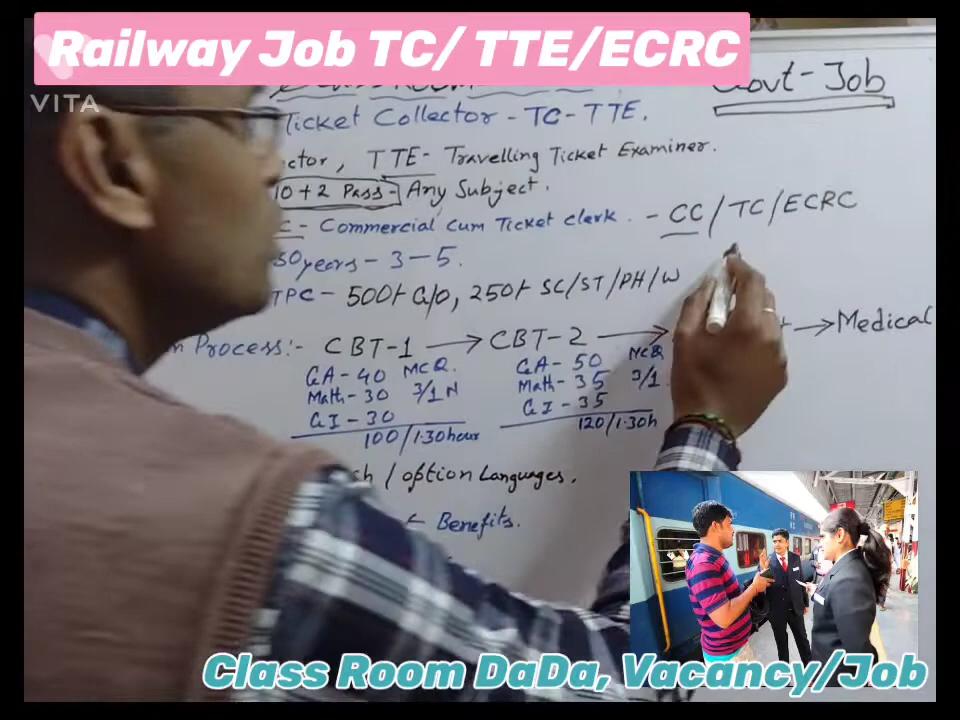 Railway Job TC/ TTE/ECRC
VITA
Govt-Job
Ticket Collector - TC-TTE.
ctor, TTE- Travelling Ticket Examiner.
10+2 Pass- Any Subject.
C- Commercial Cum Ticket clerk. - CC/TC/ECRC
30years- 3-5.
TPC- 500+ G/O, 250+ SC/ST/PH/W
Process:- CBT-1 → CBT-2 → → Medical
GA-40 MCQ. GA-50 MCQ
Math-30 3/1 N Math-35 3/1.
GI-30 GI-35
100/1.30hour 120/1.30h
/option Languages.
Benefits.
Class Room DaDa, Vacancy/Job